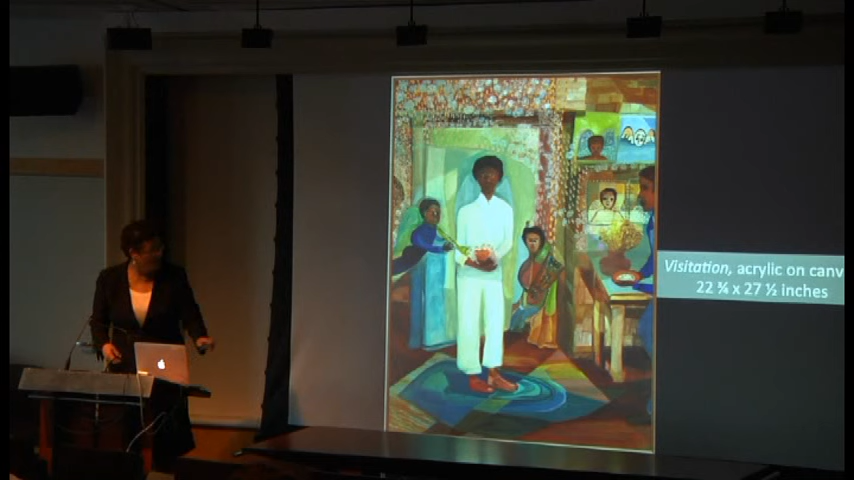 Visitation, acrylic on canv
22 ¾ x 27 ½ inches